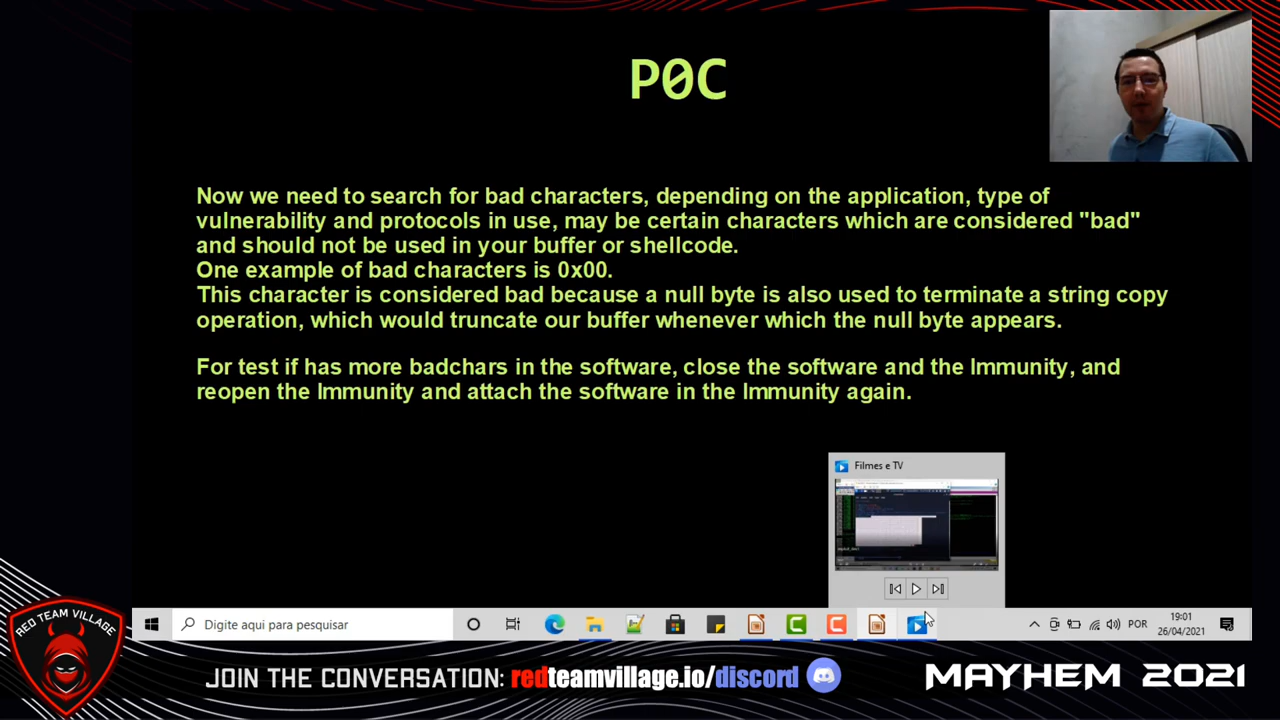 P0C
Now we need to search for bad characters, depending on the application, type of
vulnerability and protocols in use, may be certain characters which are considered "bad"
and should not be used in your buffer or shellcode.
One example of bad characters is 0x00.
This character is considered bad because a null byte is also used to terminate a string copy
operation, which would truncate our buffer whenever which the null byte appears.
For test if has more badchars in the software, close the software and the Immunity, and
reopen the Immunity and attach the software in the Immunity again.
Filmes e TV
Digite aqui para pesquisar
POR
19:01
26/04/2021
RED TEAM VILLAGE
JOIN THE CONVERSATION: redteamvillage.io/discord
MAYHEM 2021